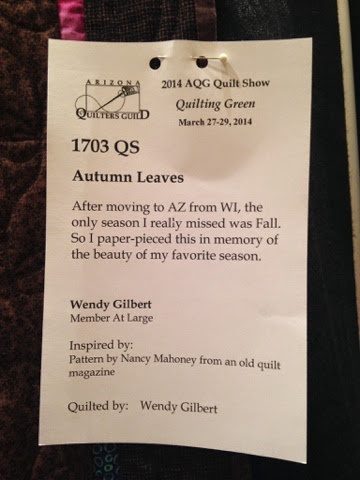 ARIZONA
QUILTERS GUILD
2014 AQG Quilt Show
Quilting Green
March 27-29, 2014
1703 QS
Autumn Leaves
After moving to AZ from WI, the
only season I really missed was Fall.
So I paper-pieced this in memory of
the beauty of my favorite season.
Wendy Gilbert
Member At Large
Inspired by:
Pattern by Nancy Mahoney from an old quilt
magazine
Quilted by: Wendy Gilbert